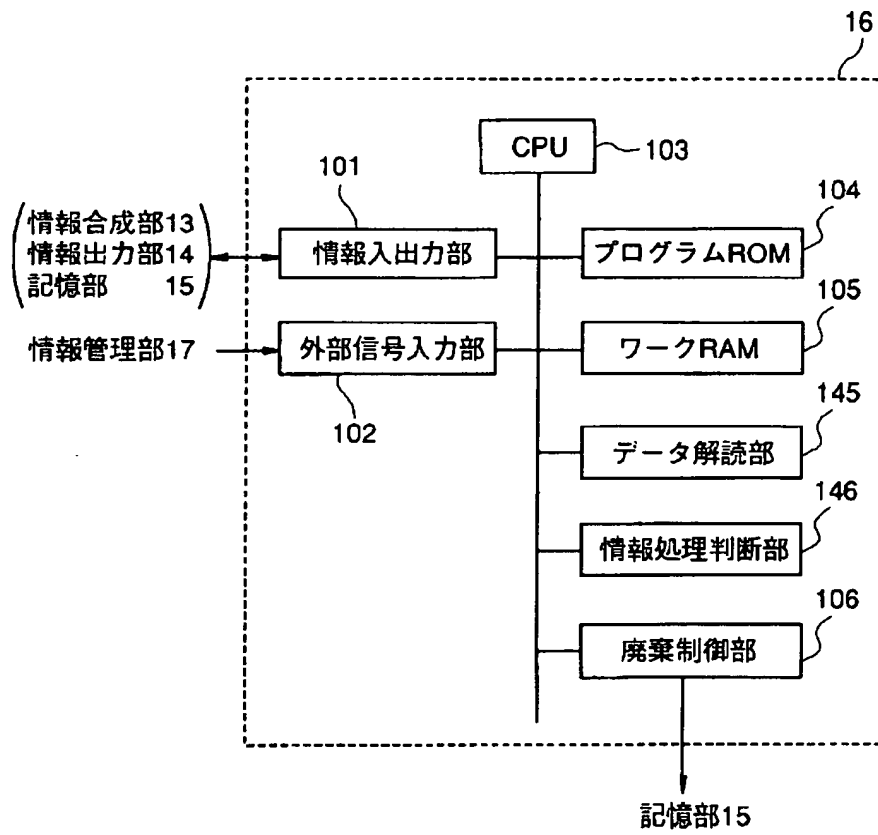 16
CPU
103
101
104
情報合成部13
情報出力部14
記憶部 15
情報入出力部
プログラムROM
105
情報管理部17
外部信号入力部
ワークRAM
102
145
データ解読部
146
情報処理判断部
106
廃棄制御部
記憶部15